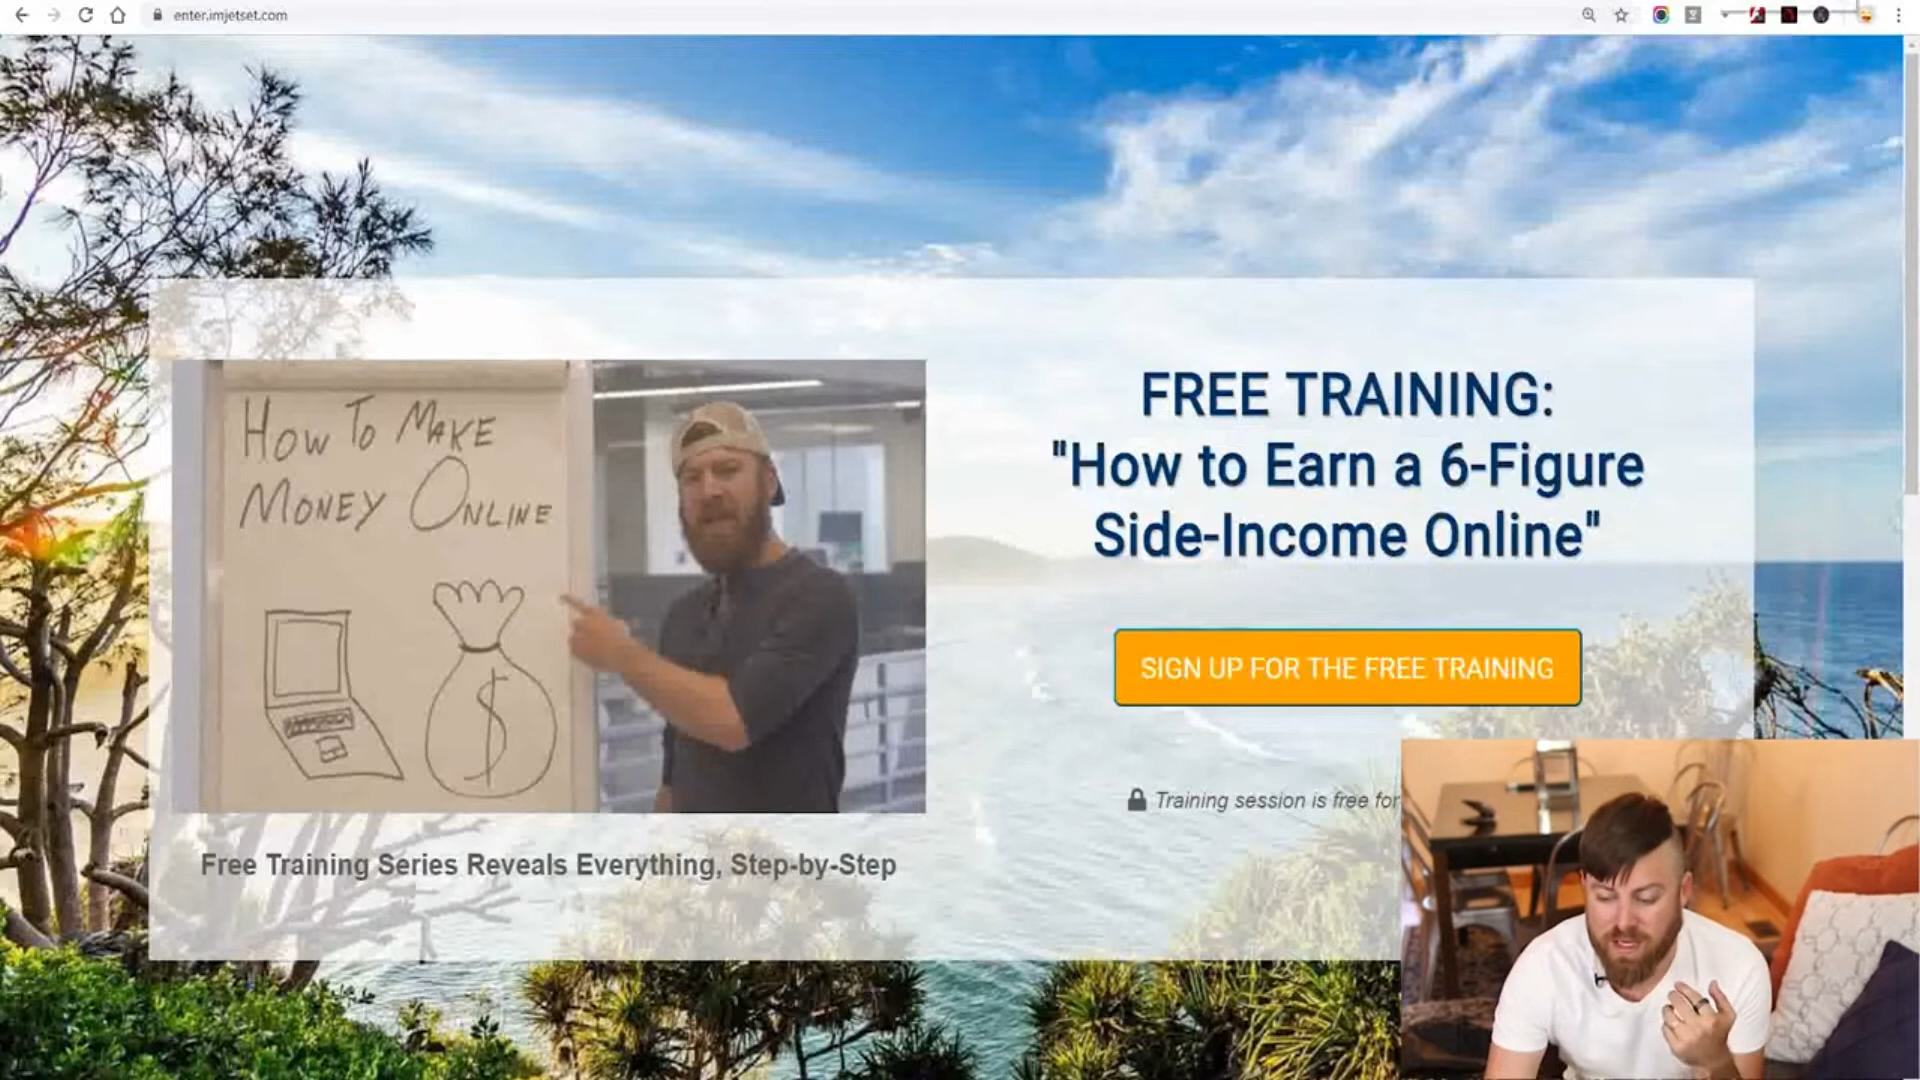 enter.imjetset.com
How To Make
Money Online
$
FREE TRAINING:
"How to Earn a 6-Figure
Side-Income Online"
SIGN UP FOR THE FREE TRAINING
Training session is free for
Free Training Series Reveals Everything, Step-by-Step